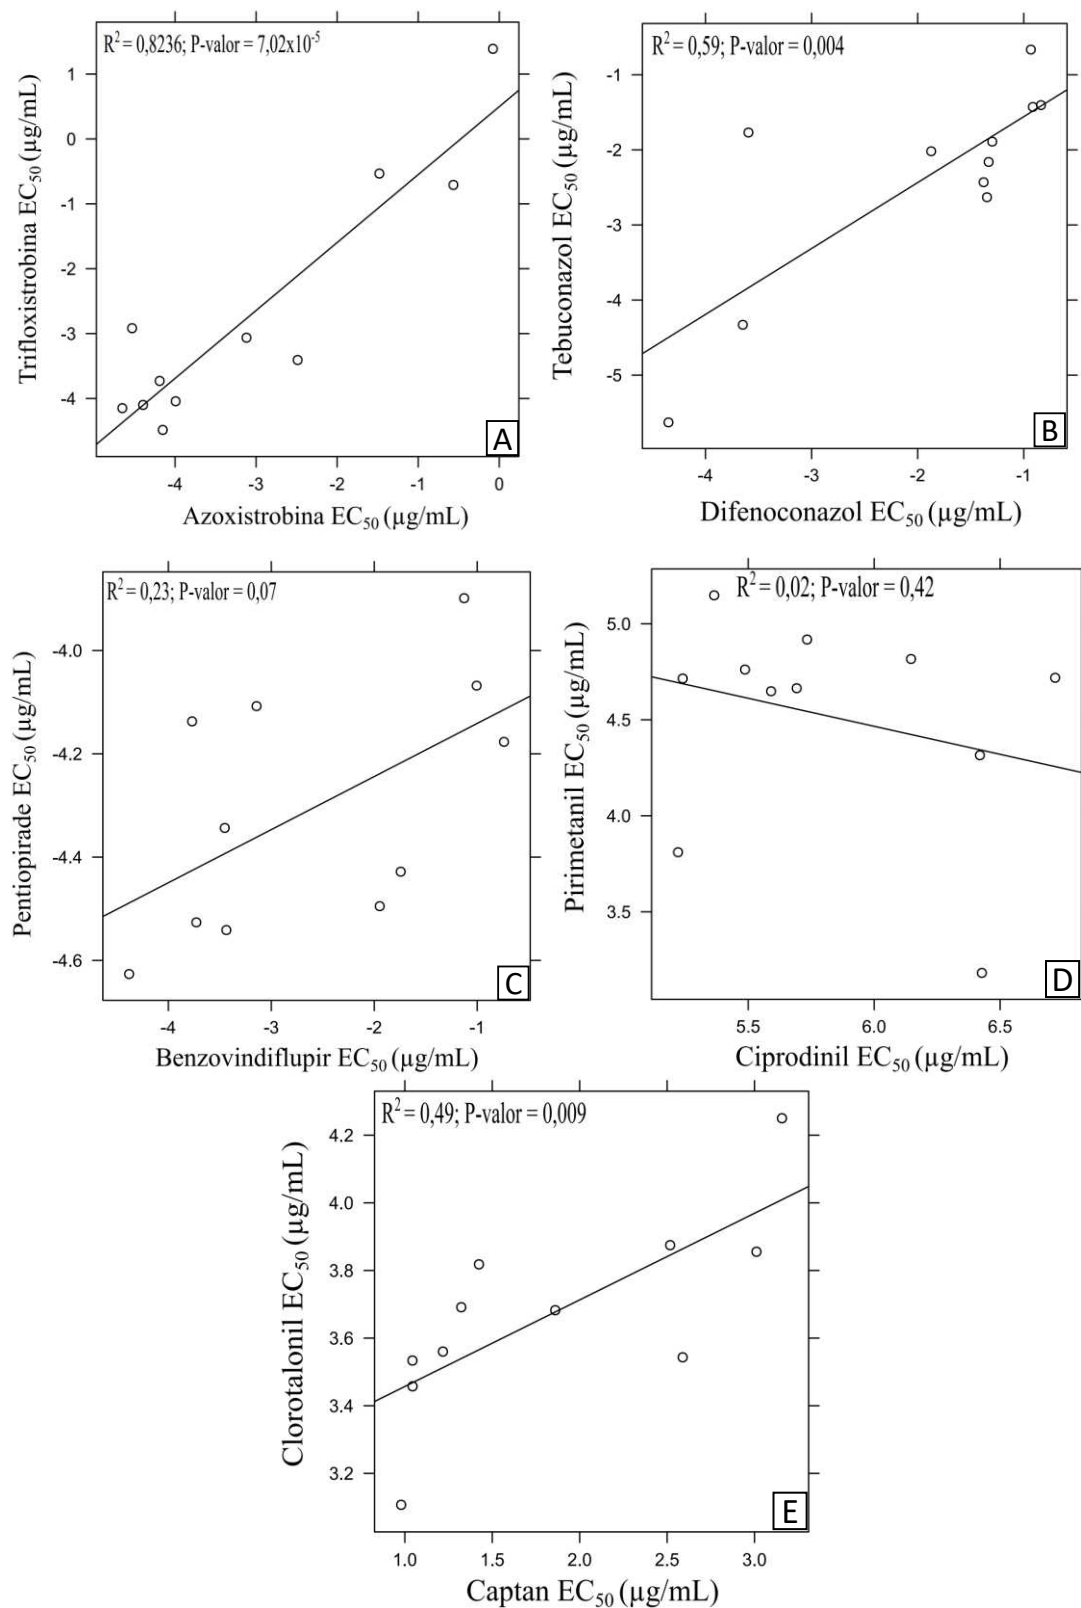 R² = 0,8236; P-valor = 7,02x10⁻⁵
Trifloxistrobina EC₅₀ (µg/mL)
1
0
-1
-2
-3
-4
A
-4 -3 -2 -1 0
Azoxistrobina EC₅₀ (µg/mL)
R² = 0,59; P-valor = 0,004
Tebuconazol EC₅₀ (µg/mL)
-1
-2
-3
-4
-5
B
-4 -3 -2 -1
Difenoconazol EC₅₀ (µg/mL)
R² = 0,23; P-valor = 0,07
Pentiopirade EC₅₀ (µg/mL)
-4.0
-4.2
-4.4
-4.6
C
-4 -3 -2 -1
Benzovindiflupir EC₅₀ (µg/mL)
R² = 0,02; P-valor = 0,42
Pirimetanil EC₅₀ (µg/mL)
5.0
4.5
4.0
3.5
D
5.5 6.0 6.5
Ciprodinil EC₅₀ (µg/mL)
R² = 0,49; P-valor = 0,009
Clorotalonil EC₅₀ (µg/mL)
4.2
4.0
3.8
3.6
3.4
3.2
E
1.0 1.5 2.0 2.5 3.0
Captan EC₅₀ (µg/mL)